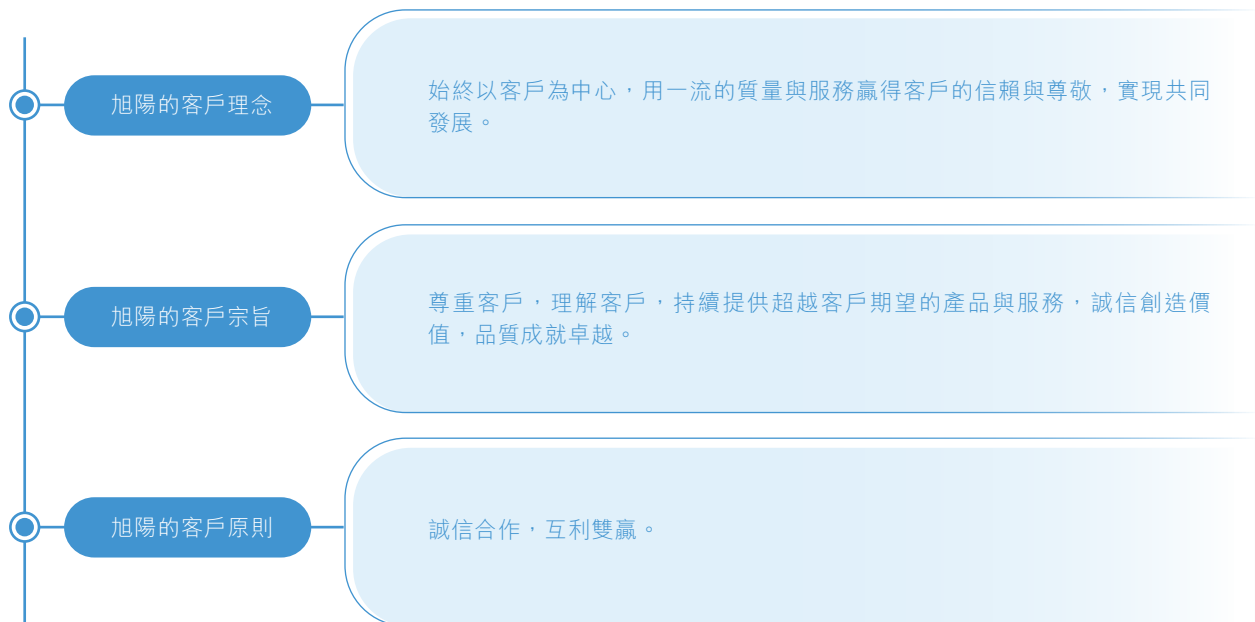 旭陽的客戶理念
始終以客戶為中心，用一流的質量與服務贏得客戶的信賴與尊敬，實現共同
發展。
旭陽的客戶宗旨
尊重客戶，理解客戶，持續提供超越客戶期望的產品與服務，誠信創造價
值，品質成就卓越。
旭陽的客戶原則
誠信合作，互利雙贏。